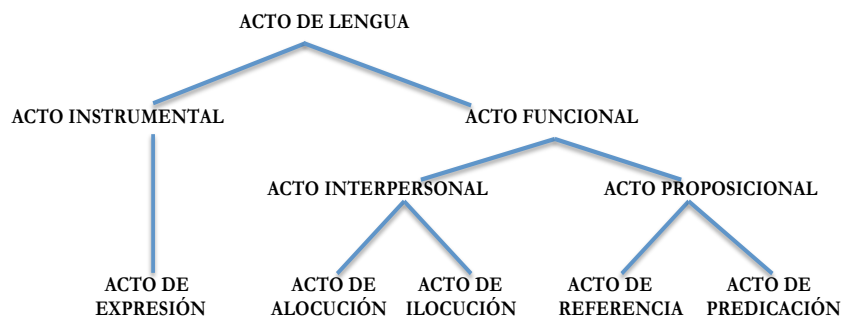 ACTO DE LENGUA
ACTO INSTRUMENTAL
ACTO FUNCIONAL
ACTO INTERPERSONAL
ACTO PROPOSICIONAL
ACTO DE
EXPRESIÓN
ACTO DE
ALOCUCIÓN
ACTO DE
ILOCUCIÓN
ACTO DE
REFERENCIA
ACTO DE
PREDICACIÓN